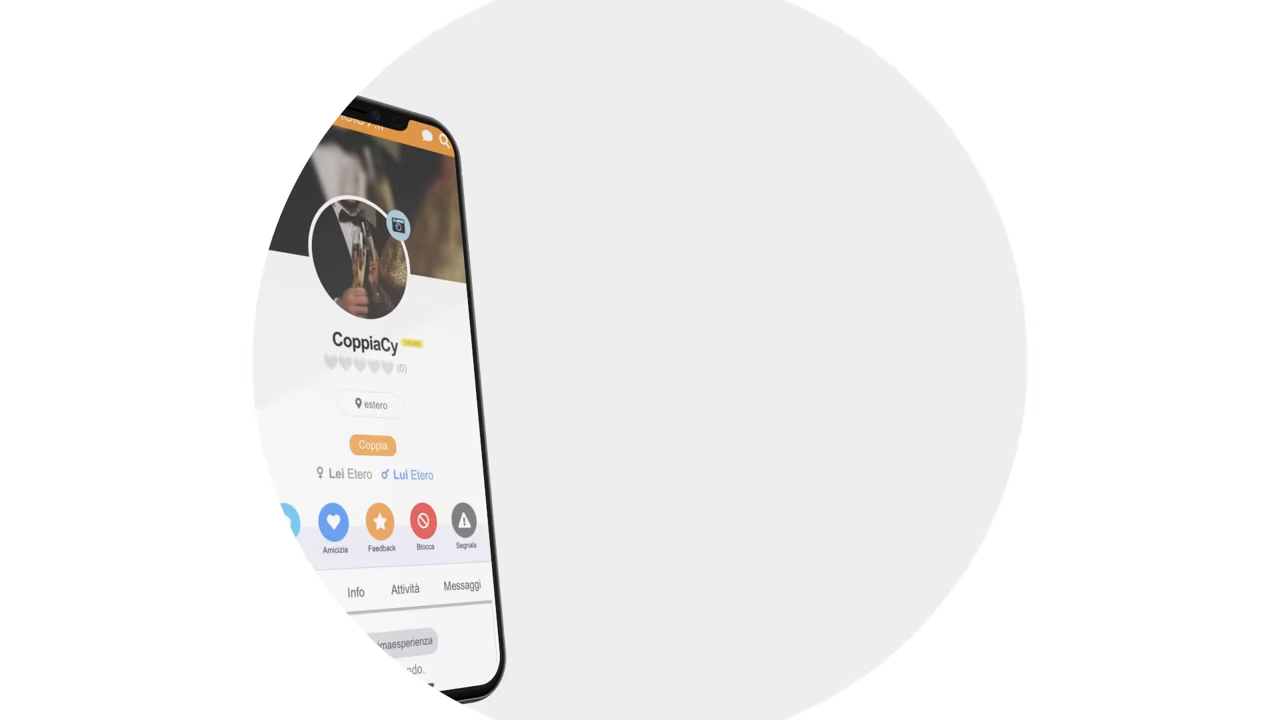 CoppiaCy
(0)
estero
Coppia
Lei Etero Lui Etero
Amicizia Feedback Blocca Segnala
Info Attività Messaggi